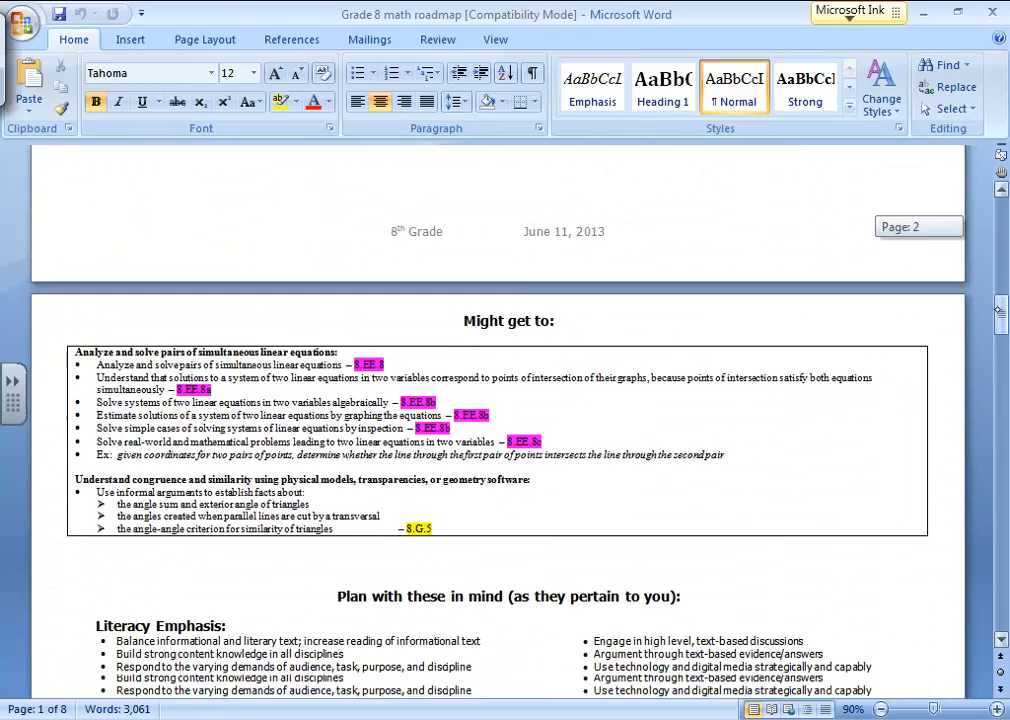 Grade 8 math roadmap [Compatibility Mode] - Microsoft Word
Microsoft Ink
Home Insert Page Layout References Mailings Review View
Tahoma 12
Paste
Clipboard Font Paragraph Styles Editing
AaBbCcI AaBb( AaBbCcI AaBbCcl
Emphasis Heading 1 ¶ Normal Strong
Change Styles
Find
Replace
Select
8th Grade June 11, 2013
Page: 2
Might get to:
Analyze and solve pairs of simultaneous linear equations:
• Analyze and solve pairs of simultaneous linear equations – 8.EE.8
• Understand that solutions to a system of two linear equations in two variables correspond to points of intersection of their graphs, because points of intersection satisfy both equations
simultaneously – 8.EE.8a
• Solve systems of two linear equations in two variables algebraically – 8.EE.8b
• Estimate solutions of a system of two linear equations by graphing the equations – 8.EE.8b
• Solve simple cases of solving systems of linear equations by inspection – 8.EE.8b
• Solve real-world and mathematical problems leading to two linear equations in two variables – 8.EE.8c
• Ex: given coordinates for two pairs of points, determine whether the line through the first pair of points intersects the line through the second pair
Understand congruence and similarity using physical models, transparencies, or geometry software:
• Use informal arguments to establish facts about:
➢ the angle sum and exterior angle of triangles
➢ the angles created when parallel lines are cut by a transversal
➢ the angle-angle criterion for similarity of triangles – 8.G.5
Plan with these in mind (as they pertain to you):
Literacy Emphasis:
• Balance informational and literary text; increase reading of informational text • Engage in high level, text-based discussions
• Build strong content knowledge in all disciplines • Argument through text-based evidence/answers
• Respond to the varying demands of audience, task, purpose, and discipline • Use technology and digital media strategically and capably
• Build strong content knowledge in all disciplines • Argument through text-based evidence/answers
• Respond to the varying demands of audience, task, purpose, and discipline • Use technology and digital media strategically and capably
Page: 1 of 8 Words: 3,061 90%